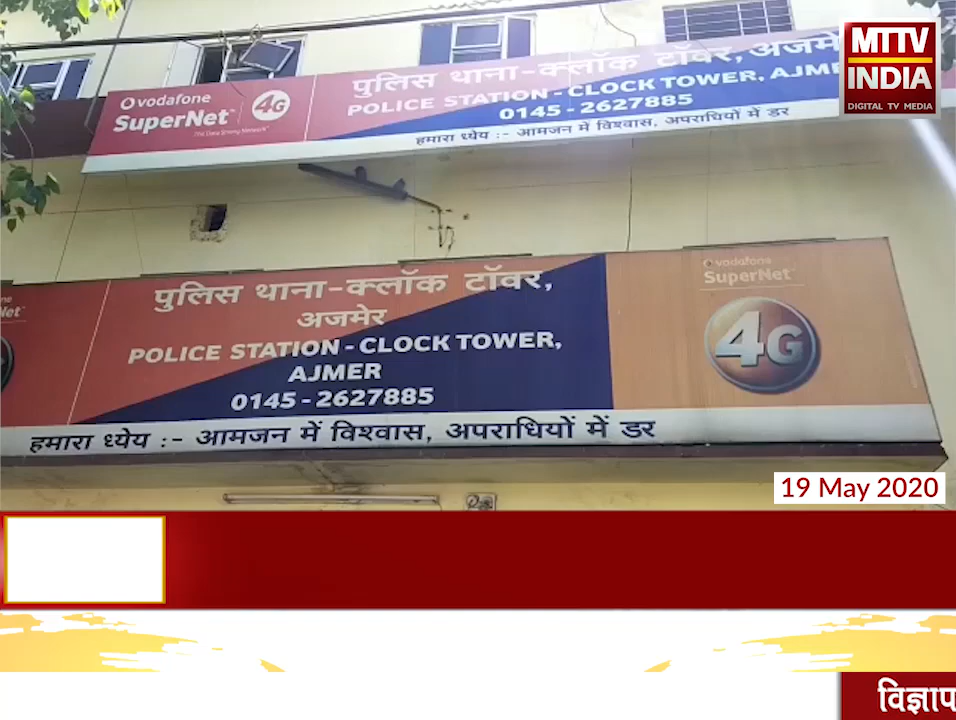 vodafone
SuperNet
4G
पुलिस थाना-क्लॉक टॉवर, अजमे
POLICE STATION - CLOCK TOWER, AJME
0145 - 2627885
हमारा ध्येय :- आमजन में विश्वास, अपराधियों में डर
MTTV
INDIA
DIGITAL TV MEDIA
पुलिस थाना-क्लॉक टॉवर,
अजमेर
POLICE STATION - CLOCK TOWER,
AJMER
0145 - 2627885
vodafone
SuperNet
4G
हमारा ध्येय :- आमजन में विश्वास, अपराधियों में डर
19 May 2020
विज्ञाप